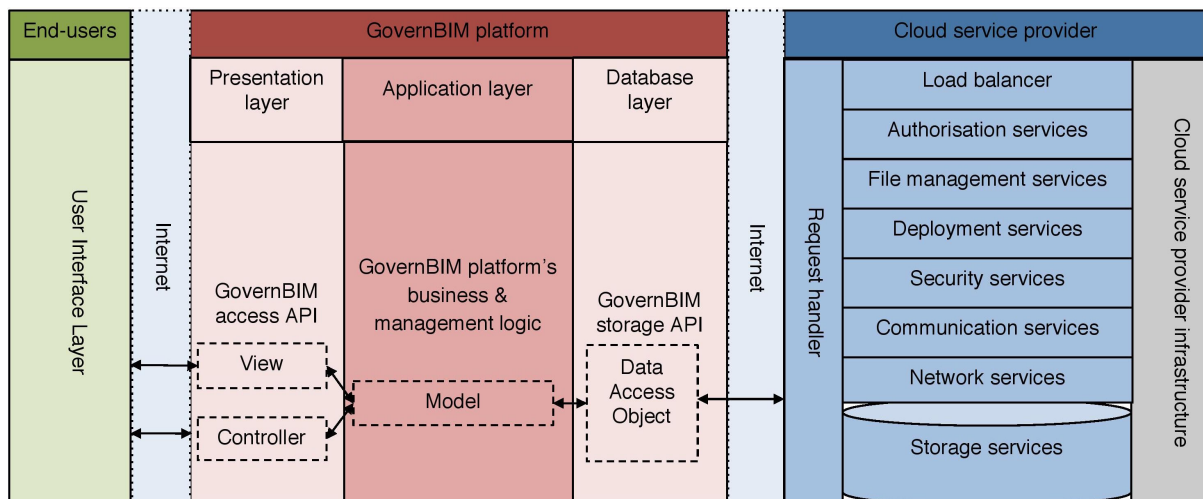 End-users
GovernBIM platform
Cloud service provider
User Interface Layer
Internet
Presentation
layer
Application layer
Database
layer
GovernBIM
access API
View
Controller
GovernBIM platform's
business &
management logic
Model
GovernBIM
storage API
Data
Access
Object
Internet
Request handler
Load balancer
Authorisation services
File management services
Deployment services
Security services
Communication services
Network services
Storage services
Cloud service provider infrastructure